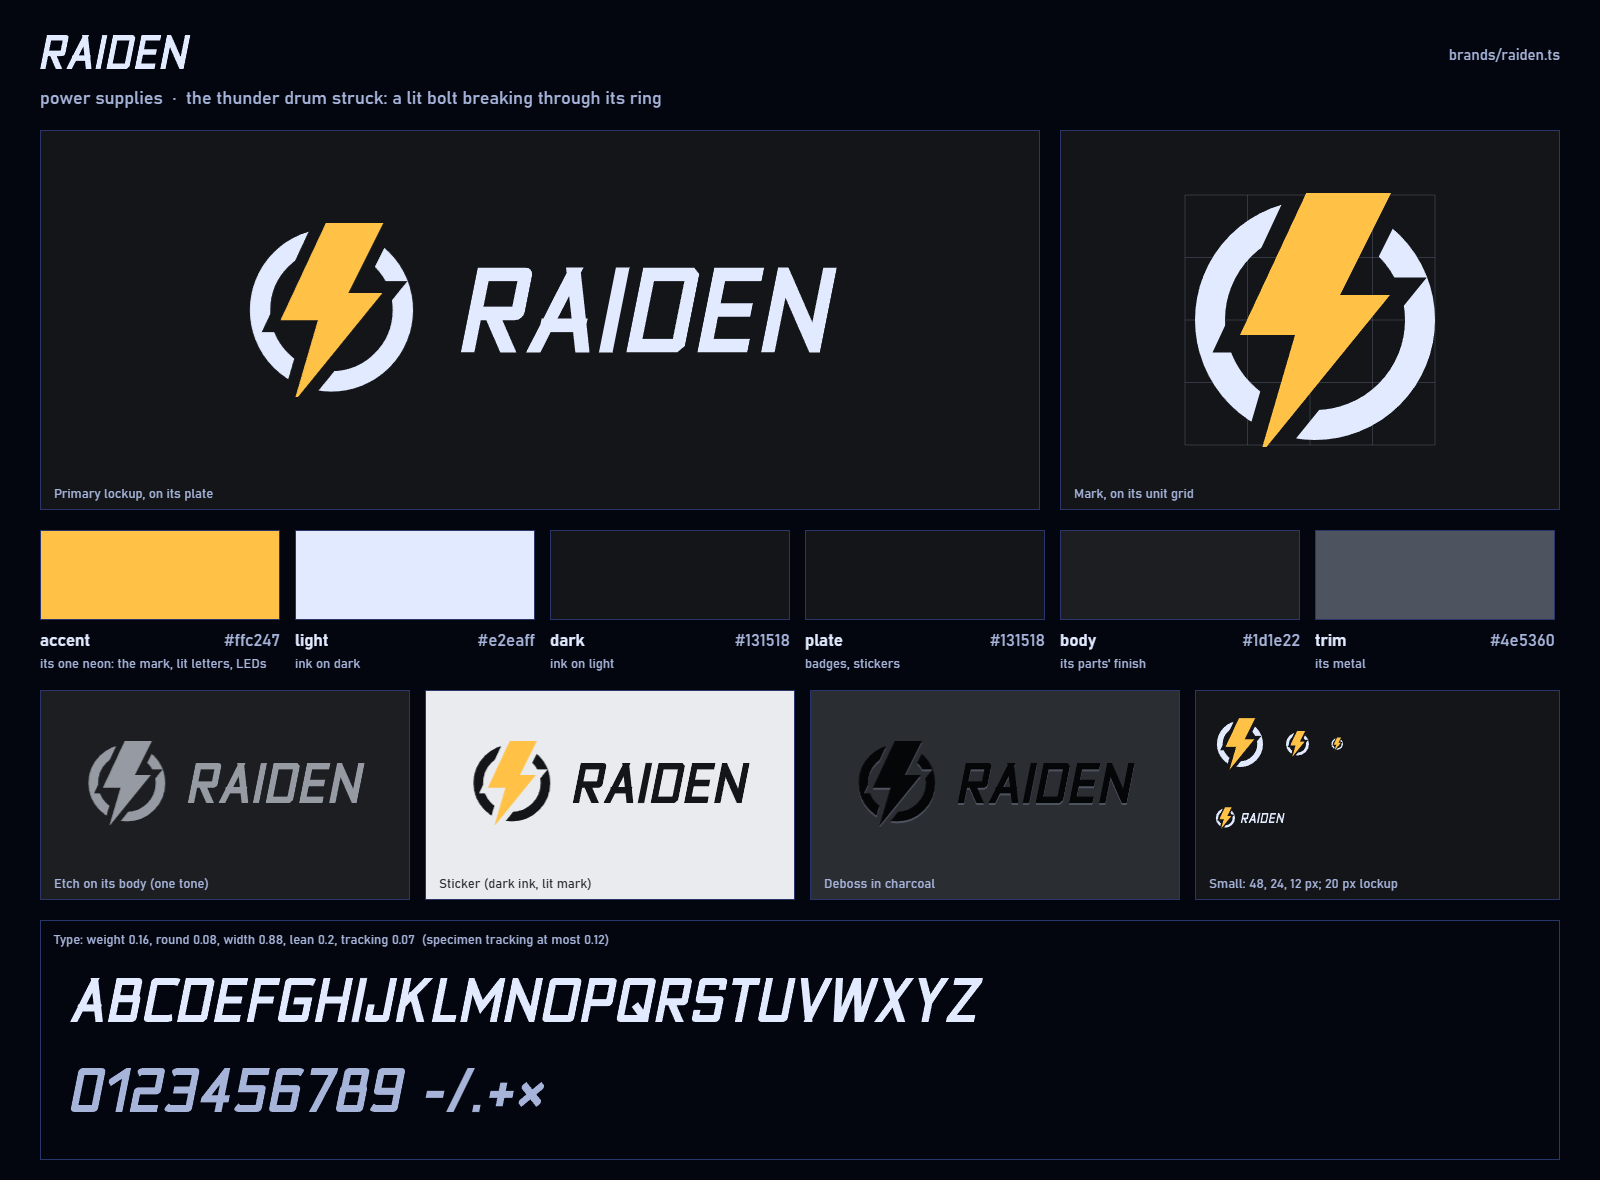 RAIDEN
brands/raiden.ts
power supplies · the thunder drum struck: a lit bolt breaking through its ring
RAIDEN
Primary lockup, on its plate
Mark, on its unit grid
accent #ffc247
its one neon: the mark, lit letters, LEDs
light #e2eaff
ink on dark
dark #131518
ink on light
plate #131518
badges, stickers
body #1d1e22
its parts' finish
trim #4e5360
its metal
RAIDEN
Etch on its body (one tone)
RAIDEN
Sticker (dark ink, lit mark)
RAIDEN
Deboss in charcoal
RAIDEN
Small: 48, 24, 12 px; 20 px lockup
Type: weight 0.16, round 0.08, width 0.88, lean 0.2, tracking 0.07 (specimen tracking at most 0.12)
ABCDEFGHIJKLMNOPQRSTUVWXYZ
0123456789 -/.+×